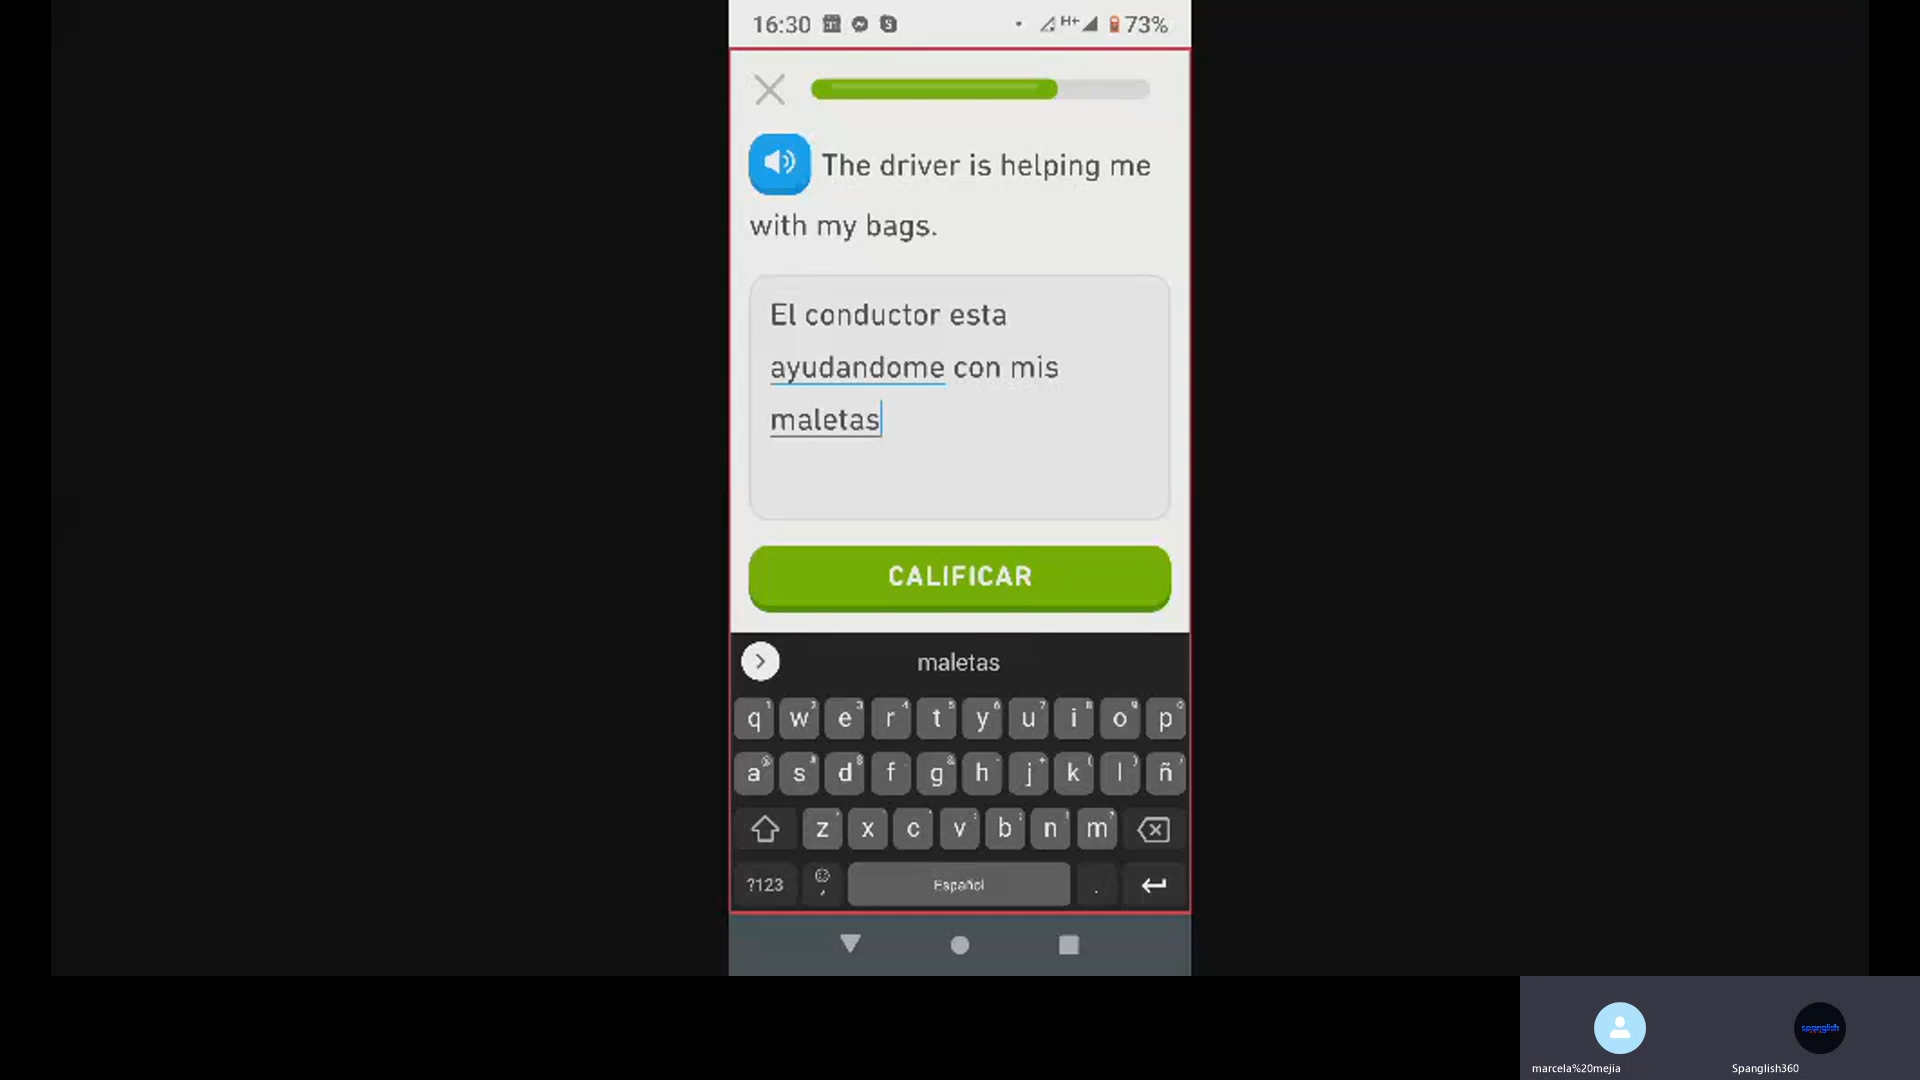 16:30
H+
73%
The driver is helping me
with my bags.
El conductor esta
ayudandome con mis
maletas
CALIFICAR
maletas
q w e r t y u i o p
a s d f g h j k l ñ
z x c v b n m
?123 , Español .
marcela%20mejia
Spanglish360